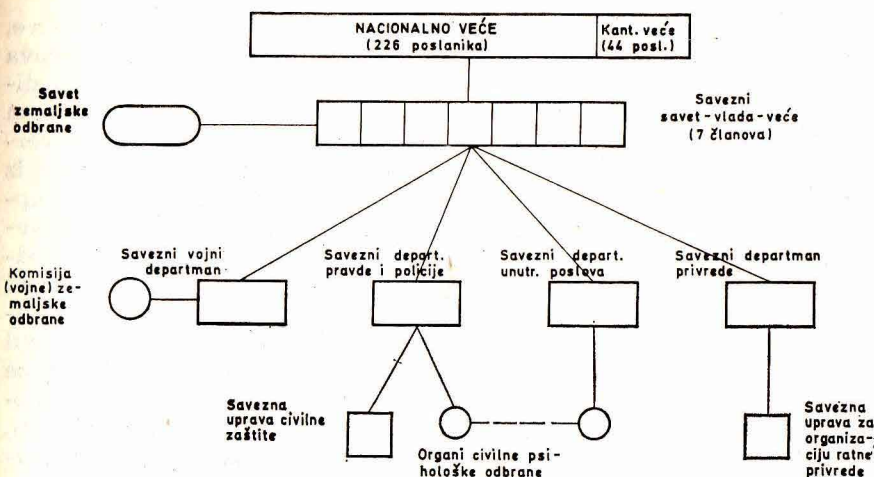 NACIONALNO VEĆE
(226 poslanika)
Kant. veće
(44 posl.)
Savet
zemaljske
odbrane
Savezni
savet-vlada-veće
(7 članova)
Savezni vojni
departman
Savezni depart.
pravde i policije
Savezni depart.
unutr. poslova
Savezni departman
privrede
Komisija
(vojne) ze-
maljske
odbrane
Savezna
uprava civilne
zaštite
Organi civilne psi-
hološke odbrane
Savezna
uprava za
organiza-
ciju ratne
privrede